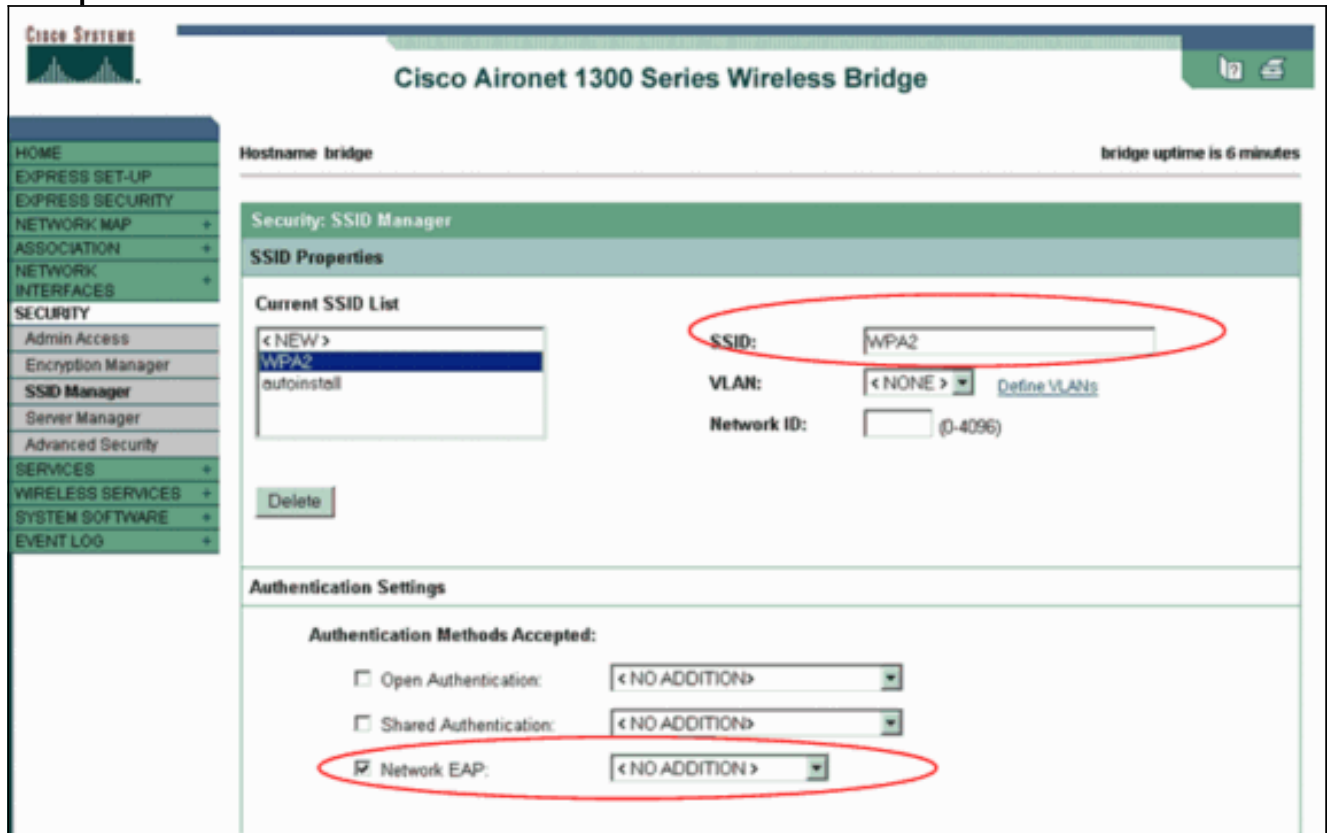 CISCO SYSTEMS
Cisco Aironet 1300 Series Wireless Bridge
HOME
EXPRESS SET-UP
EXPRESS SECURITY
NETWORK MAP +
ASSOCIATION +
NETWORK INTERFACES +
SECURITY
Admin Access
Encryption Manager
SSID Manager
Server Manager
Advanced Security
SERVICES +
WIRELESS SERVICES +
SYSTEM SOFTWARE +
EVENT LOG +
Hostname bridge
bridge uptime is 6 minutes
Security: SSID Manager
SSID Properties
Current SSID List
< NEW >
WPA2
autoinstall
SSID: WPA2
VLAN: < NONE > Define VLANs
Network ID: (0-4096)
Delete
Authentication Settings
Authentication Methods Accepted:
Open Authentication: < NO ADDITION>
Shared Authentication: < NO ADDITION>
Network EAP: < NO ADDITION >